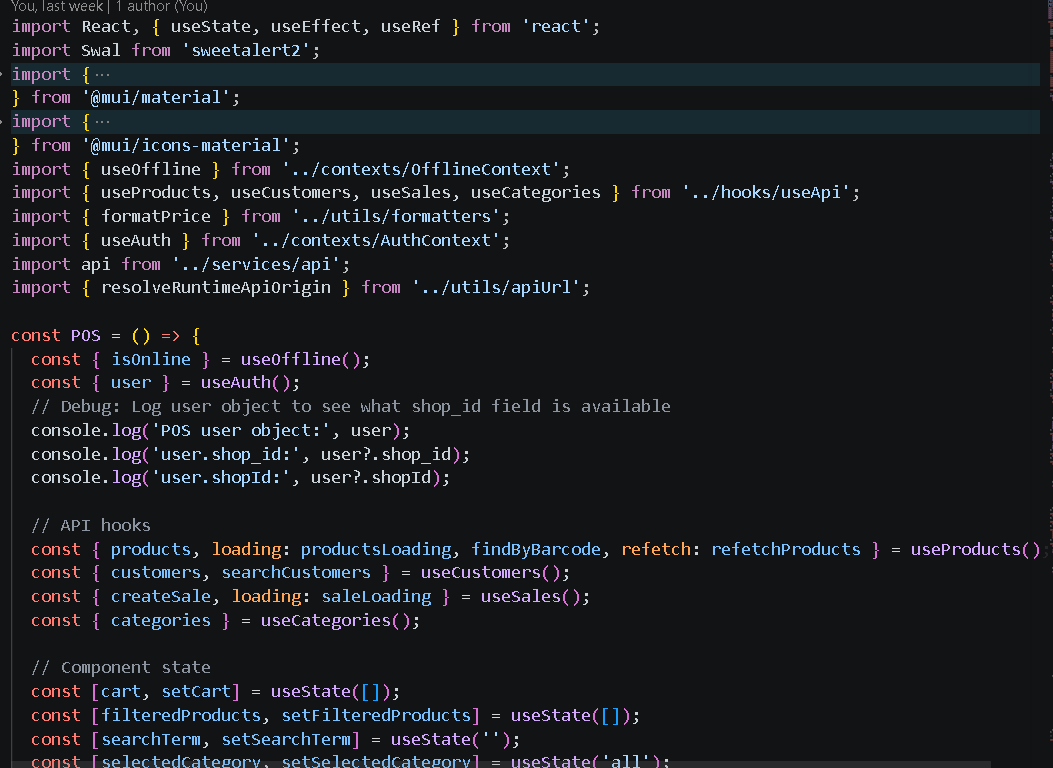 You, last week | 1 author (You)
import React, { useState, useEffect, useRef } from 'react';
import Swal from 'sweetalert2';
import {···
} from '@mui/material';
import {···
} from '@mui/icons-material';
import { useOffline } from '../contexts/OfflineContext';
import { useProducts, useCustomers, useSales, useCategories } from '../hooks/useApi';
import { formatPrice } from '../utils/formatters';
import { useAuth } from '../contexts/AuthContext';
import api from '../services/api';
import { resolveRuntimeApiOrigin } from '../utils/apiUrl';
const POS = () => {
const { isOnline } = useOffline();
const { user } = useAuth();
// Debug: Log user object to see what shop_id field is available
console.log('POS user object:', user);
console.log('user.shop_id:', user?.shop_id);
console.log('user.shopId:', user?.shopId);
// API hooks
const { products, loading: productsLoading, findByBarcode, refetch: refetchProducts } = useProducts();
const { customers, searchCustomers } = useCustomers();
const { createSale, loading: saleLoading } = useSales();
const { categories } = useCategories();
// Component state
const [cart, setCart] = useState([]);
const [filteredProducts, setFilteredProducts] = useState([]);
const [searchTerm, setSearchTerm] = useState('');
const [selectedCategory, setSelectedCategory] = useState('all');